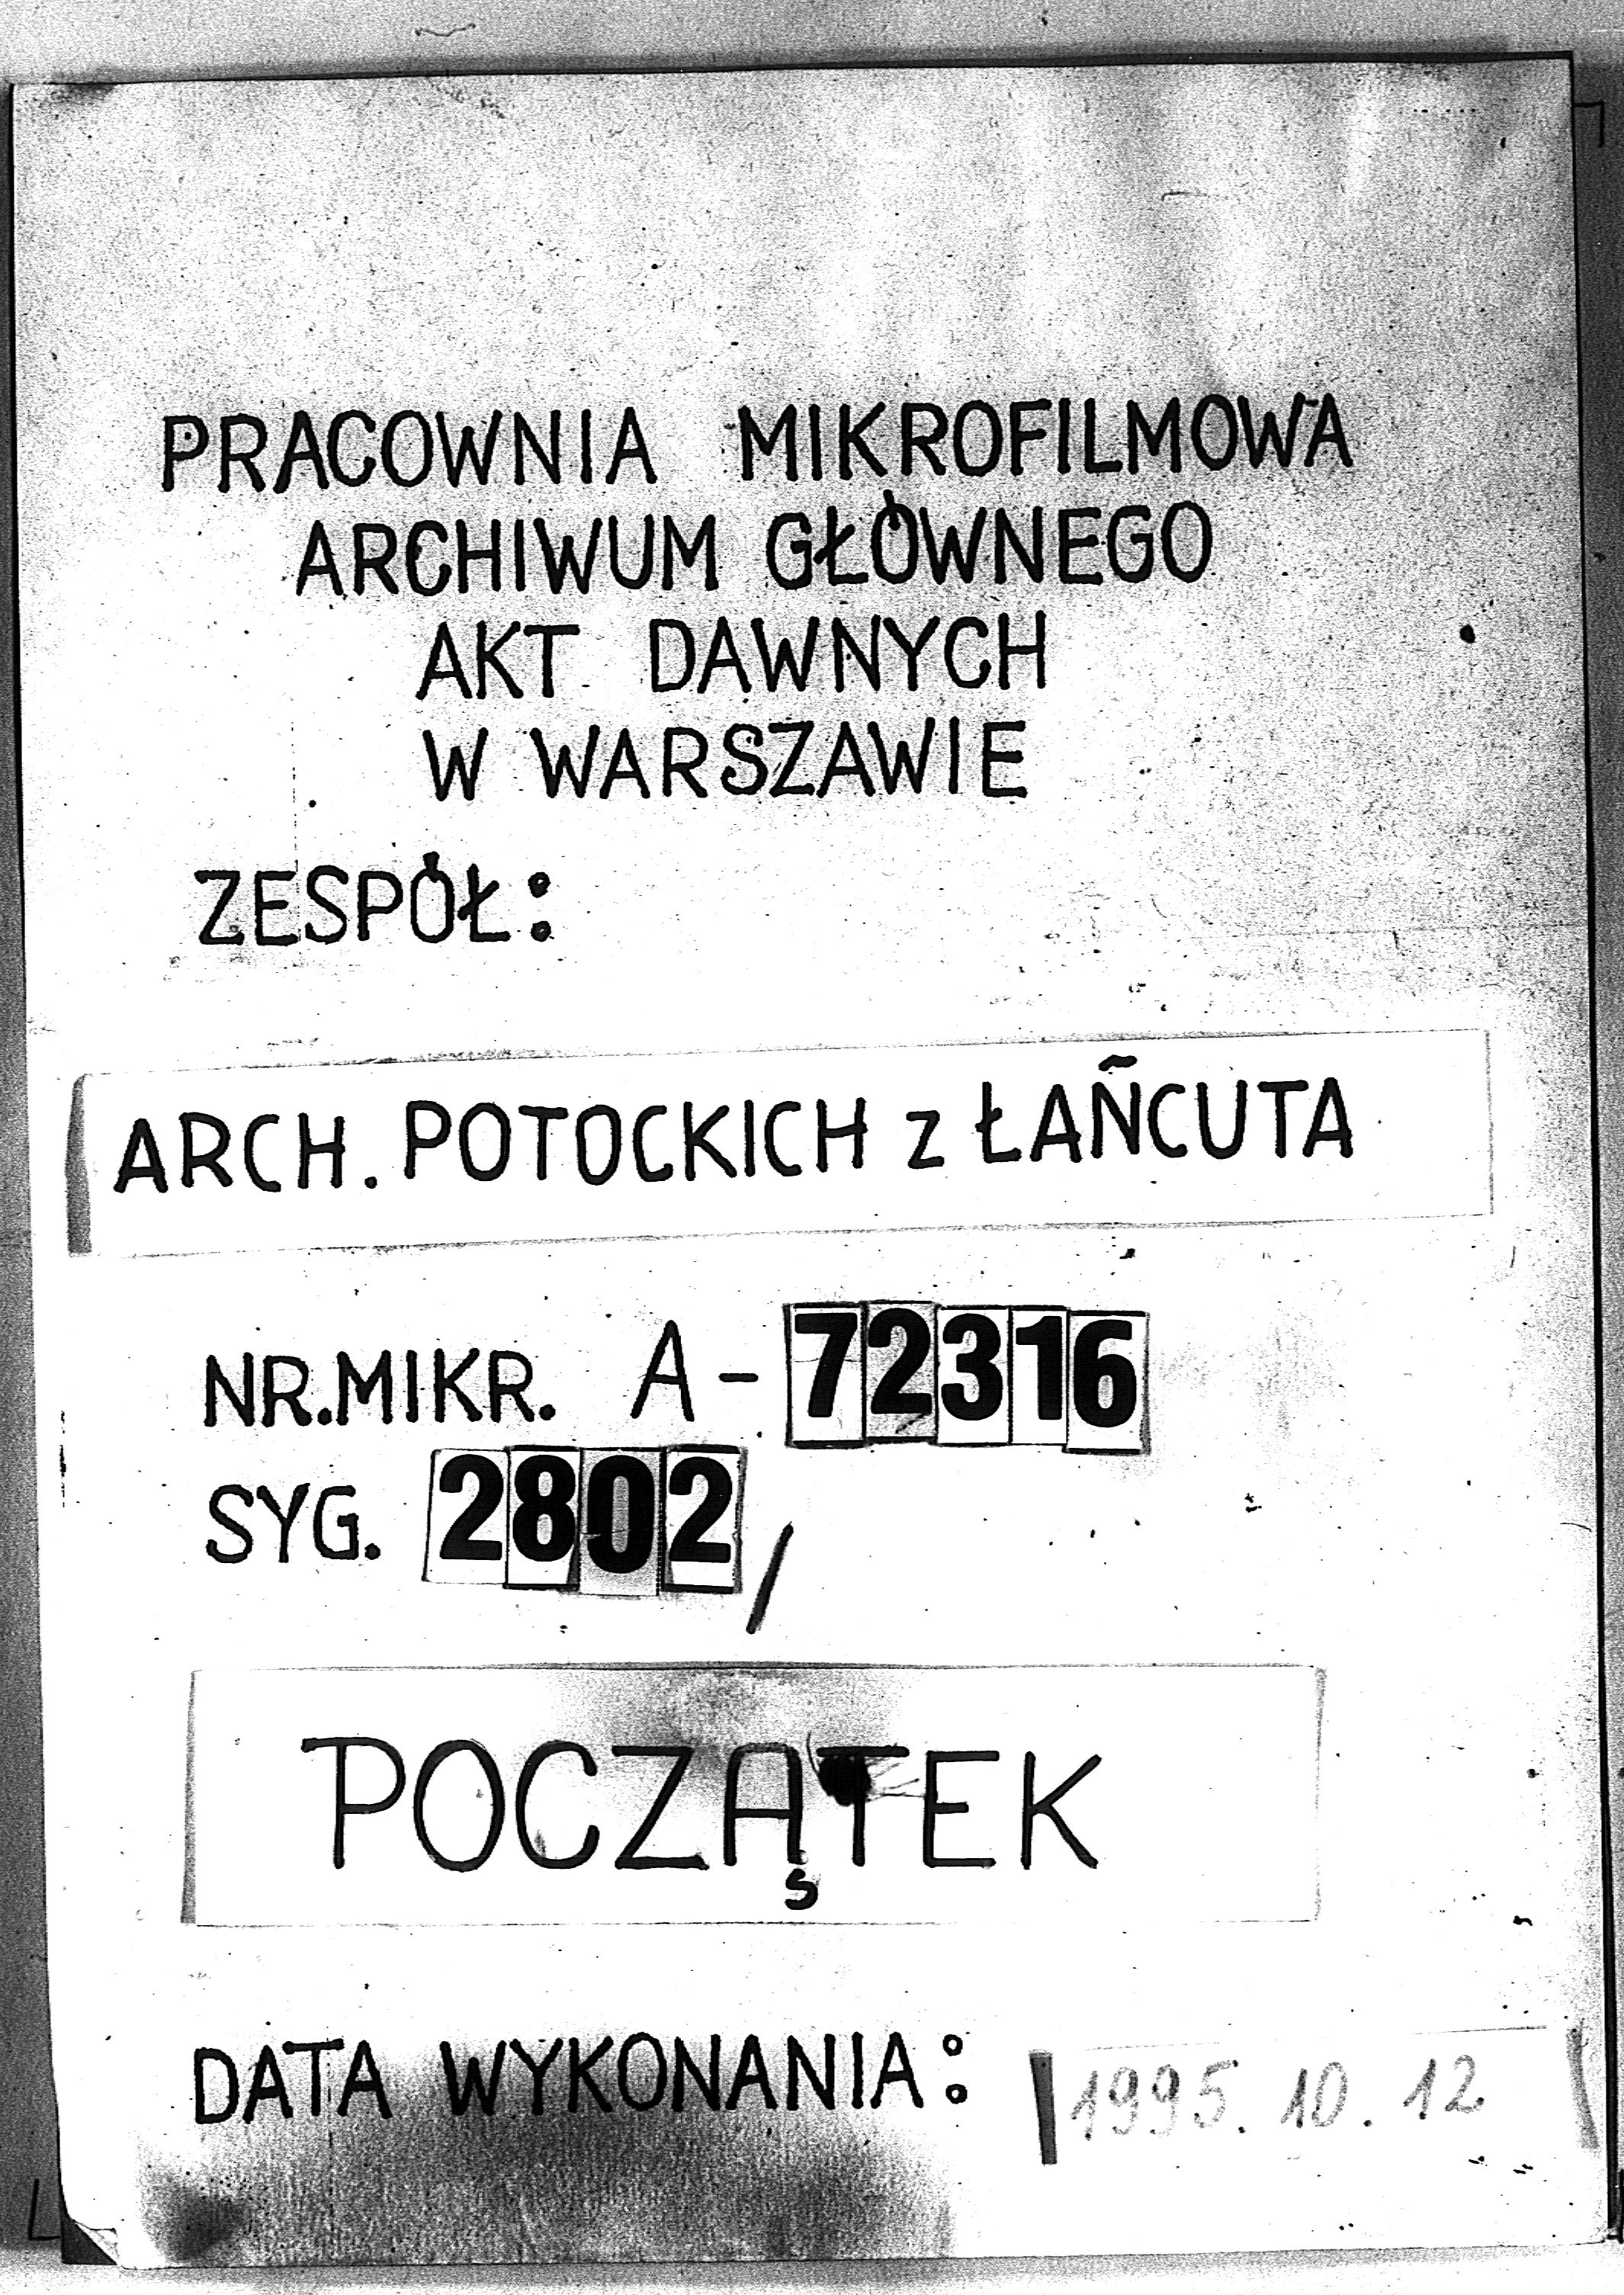 PRACOWNIA MIKROFILMOWA
ARCHIWUM GŁÓWNEGO
AKT DAWNYCH
W WARSZAWIE
ZESPÓŁ:
ARCH. POTOCKICH z ŁAŃCUTA
NR.MIKR. A-72316
SYG. 2802/
POCZĄTEK
DATA WYKONANIA: 1995.10.12